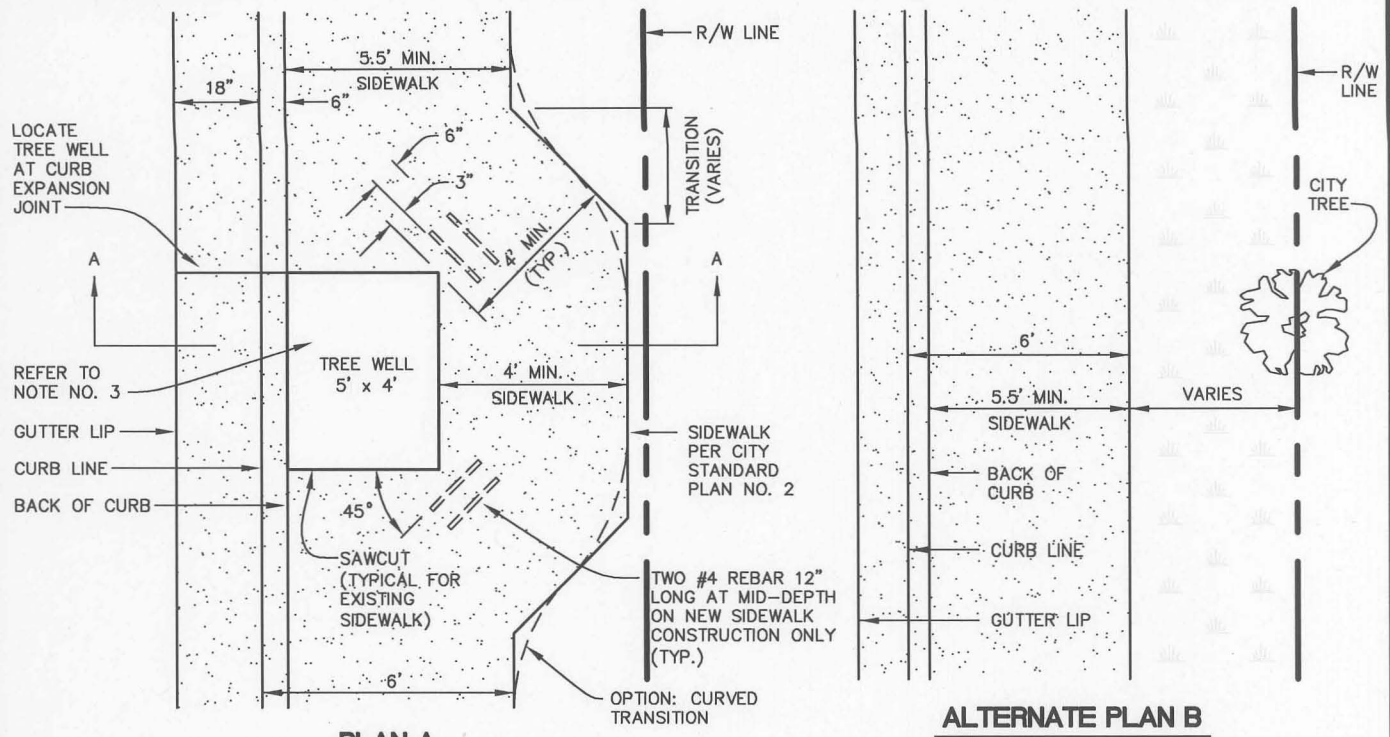 5.5' MIN.
SIDEWALK
R/W LINE
18"
6"
LOCATE
TREE WELL
AT CURB
EXPANSION
JOINT
6"
3"
4' MIN.
(TYP.)
TRANSITION
(VARIES)
A
A
REFER TO
NOTE NO. 3
TREE WELL
5' x 4'
4' MIN.
SIDEWALK
GUTTER LIP
CURB LINE
BACK OF CURB
SIDEWALK
PER CITY
STANDARD
PLAN NO. 2
45°
SAWCUT
(TYPICAL FOR
EXISTING
SIDEWALK)
TWO #4 REBAR 12"
LONG AT MID-DEPTH
ON NEW SIDEWALK
CONSTRUCTION ONLY
(TYP.)
6'
OPTION: CURVED
TRANSITION
PLAN A
R/W
LINE
CITY
TREE
6'
5.5' MIN.
SIDEWALK
VARIES
BACK OF
CURB
CURB LINE
GUTTER LIP
ALTERNATE PLAN B